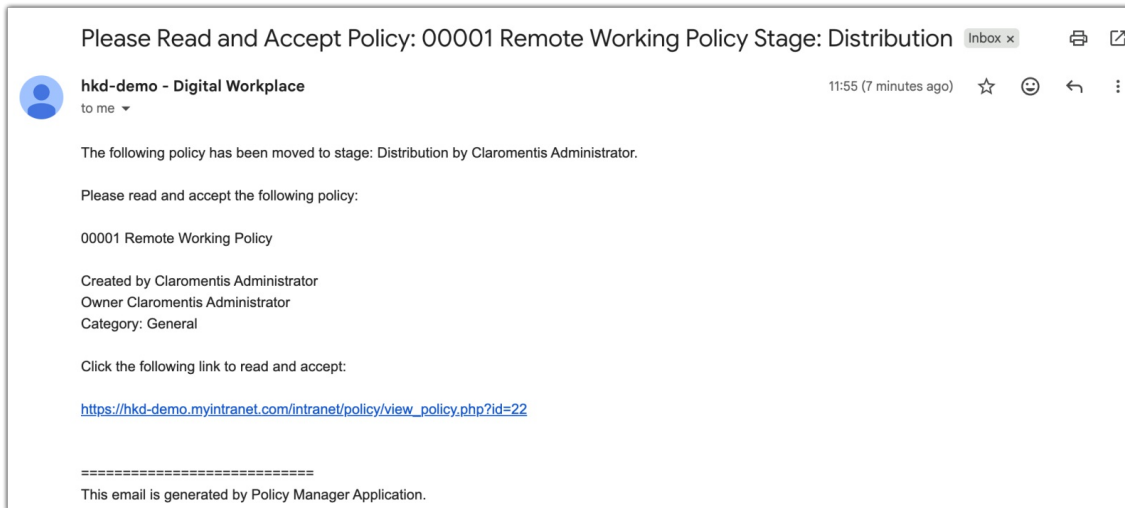 Please Read and Accept Policy: 00001 Remote Working Policy Stage: Distribution Inbox ×
hkd-demo - Digital Workplace 11:55 (7 minutes ago)
to me
The following policy has been moved to stage: Distribution by Claromentis Administrator.
Please read and accept the following policy:
00001 Remote Working Policy
Created by Claromentis Administrator
Owner Claromentis Administrator
Category: General
Click the following link to read and accept:
https://hkd-demo.myintranet.com/intranet/policy/view_policy.php?id=22
============================
This email is generated by Policy Manager Application.